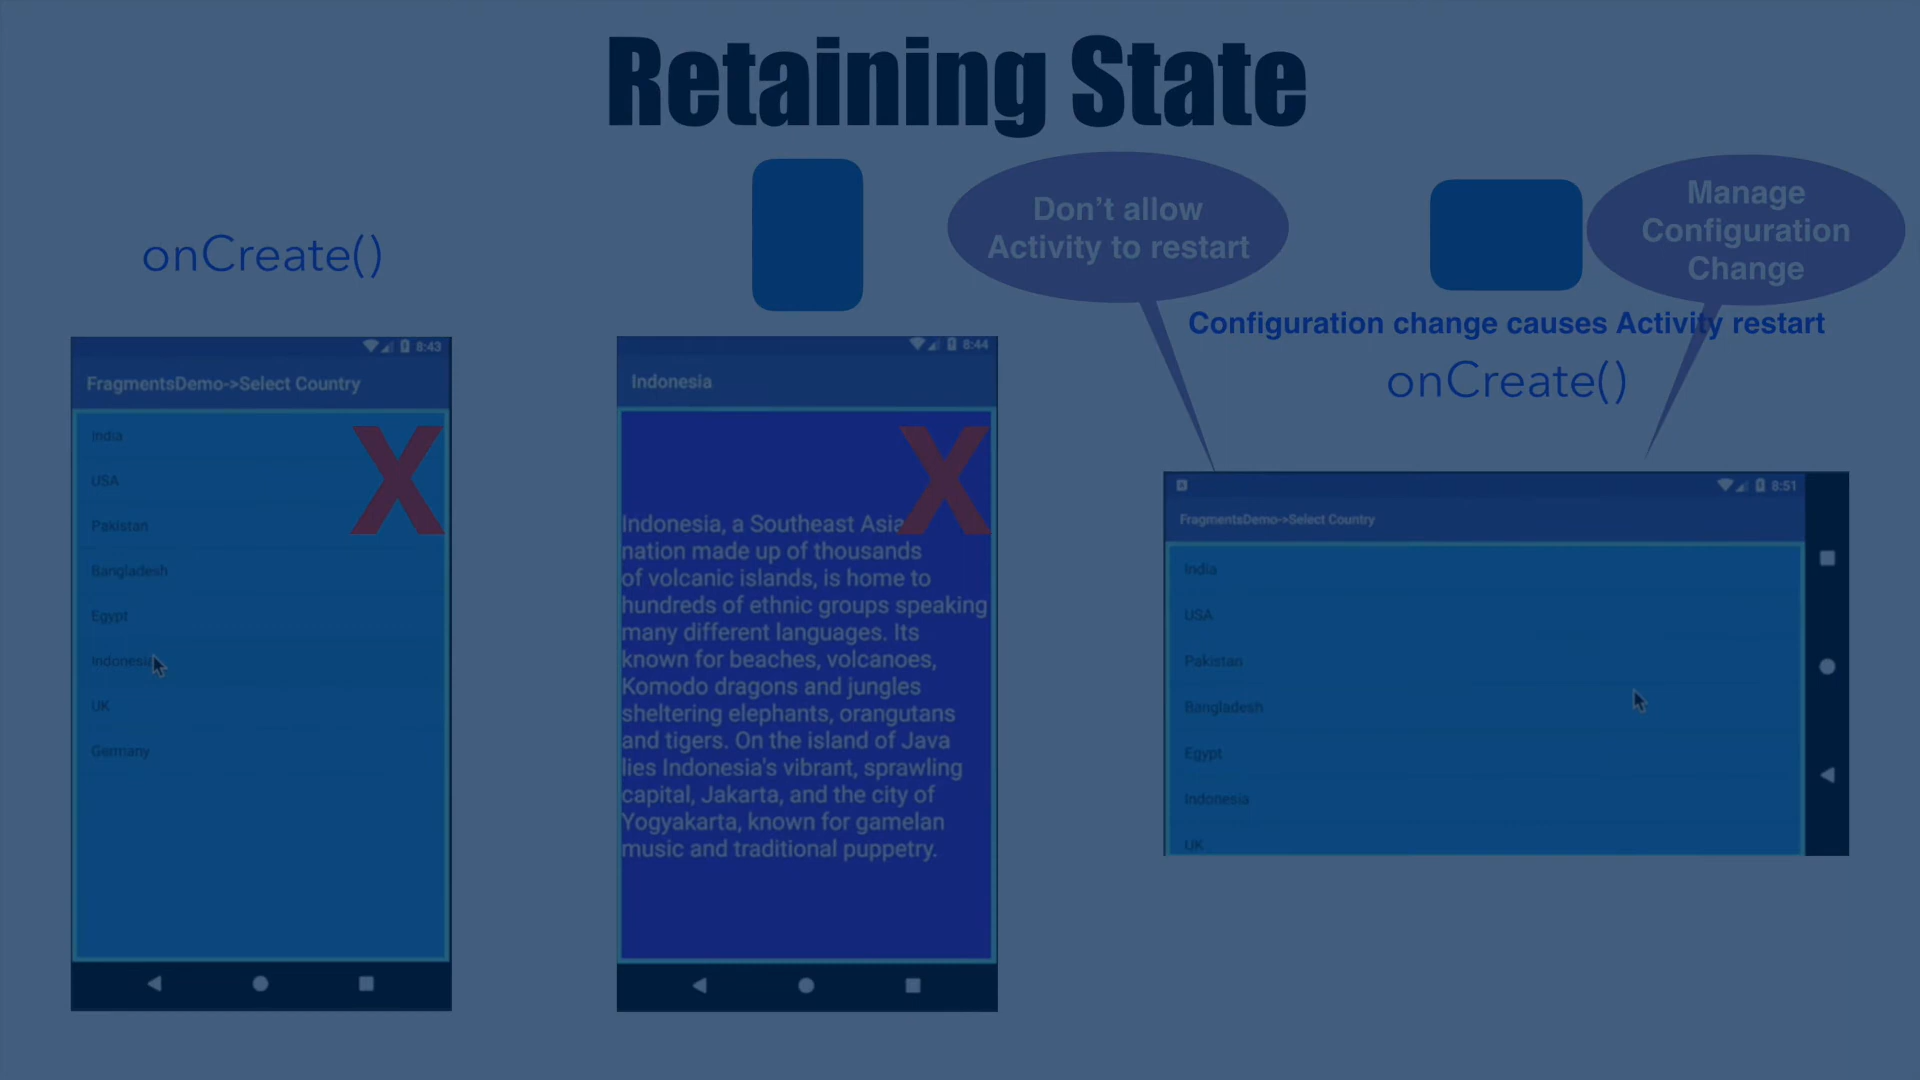 Retaining State
onCreate()
Don’t allow
Activity to restart
Manage
Configuration
Change
Configuration change causes Activity restart
onCreate()
8:43
FragmentsDemo->Select Country
India
USA
Pakistan
Bangladesh
Egypt
Indonesia
UK
Germany
X
8:44
Indonesia
X
Indonesia, a Southeast Asia
nation made up of thousands
of volcanic islands, is home to
hundreds of ethnic groups speaking
many different languages. Its
known for beaches, volcanoes,
Komodo dragons and jungles
sheltering elephants, orangutans
and tigers. On the island of Java
lies Indonesia's vibrant, sprawling
capital, Jakarta, and the city of
Yogyakarta, known for gamelan
music and traditional puppetry.
8:51
FragmentsDemo->Select Country
India
USA
Pakistan
Bangladesh
Egypt
Indonesia
UK